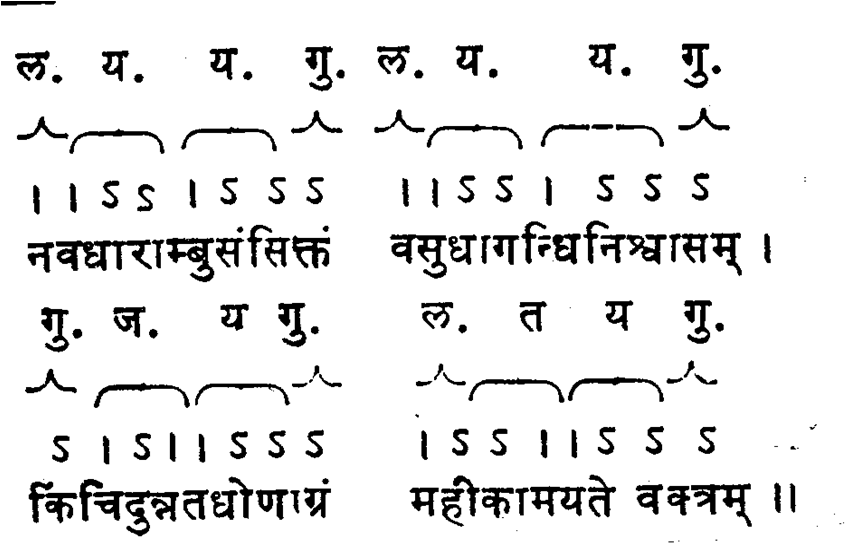 ल. य. य. गु. ल. य. य. गु.
। । ऽ ऽ । ऽ ऽ ऽ । । ऽ ऽ । ऽ ऽ ऽ
नवधाराम्बुसंसिक्तं वसुधागन्धिनिश्वासम् ।
गु. ज. य गु. ल. त य गु.
ऽ । ऽ । । ऽ ऽ ऽ । ऽ ऽ । । ऽ ऽ ऽ
किंचिदुन्नतधोणाग्रं महीकामयते वक्त्रम् ॥